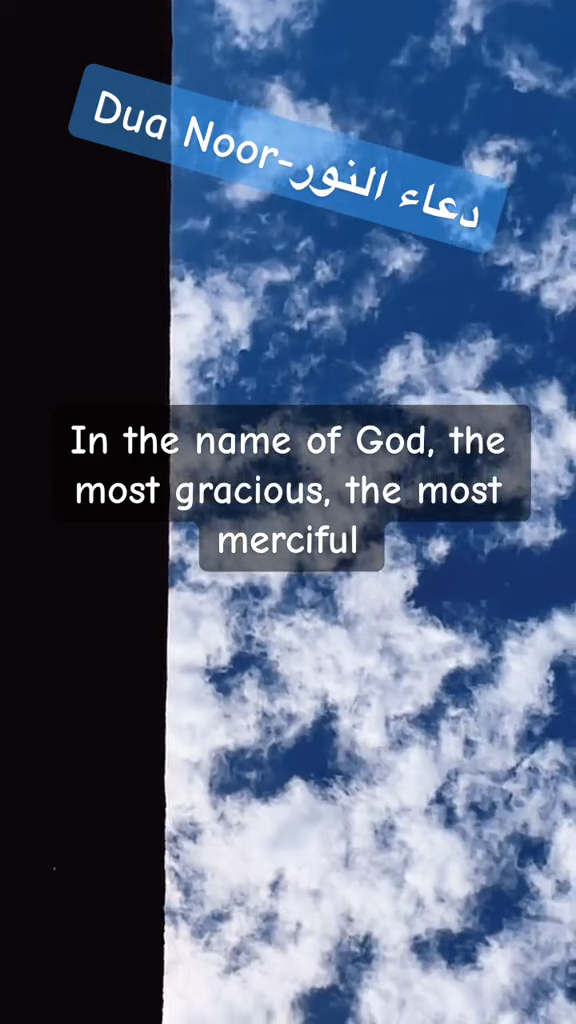 Dua Noor-دعاء النور
In the name of God, the
most gracious, the most
merciful